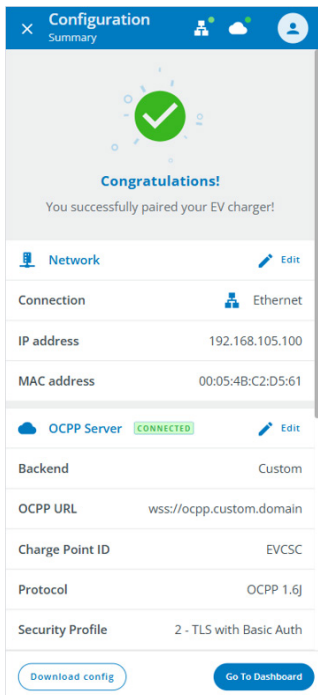 Configuration
Summary
Congratulations!
You successfully paired your EV charger!
Network Edit
Connection Ethernet
IP address 192.168.105.100
MAC address 00:05:4B:C2:D5:61
OCPP Server CONNECTED Edit
Backend Custom
OCPP URL wss://ocpp.custom.domain
Charge Point ID EVCSC
Protocol OCPP 1.6J
Security Profile 2 - TLS with Basic Auth
Download config Go To Dashboard